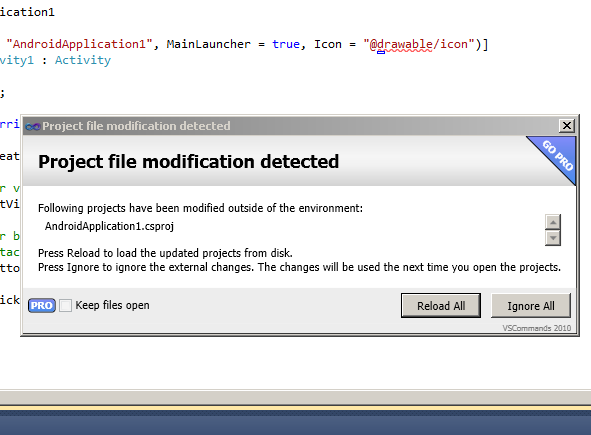 ication1
"AndroidApplication1", MainLauncher = true, Icon = "@drawable/icon")]
vity1 : Activity
;
rri
Project file modification detected
eat
Project file modification detected
GO PRO
r v
tVi
Following projects have been modified outside of the environment:
AndroidApplication1.csproj
r b
tac
Press Reload to load the updated projects from disk.
tto
Press Ignore to ignore the external changes. The changes will be used the next time you open the projects.
ick
PRO Keep files open
Reload All
Ignore All
VSCommands 2010